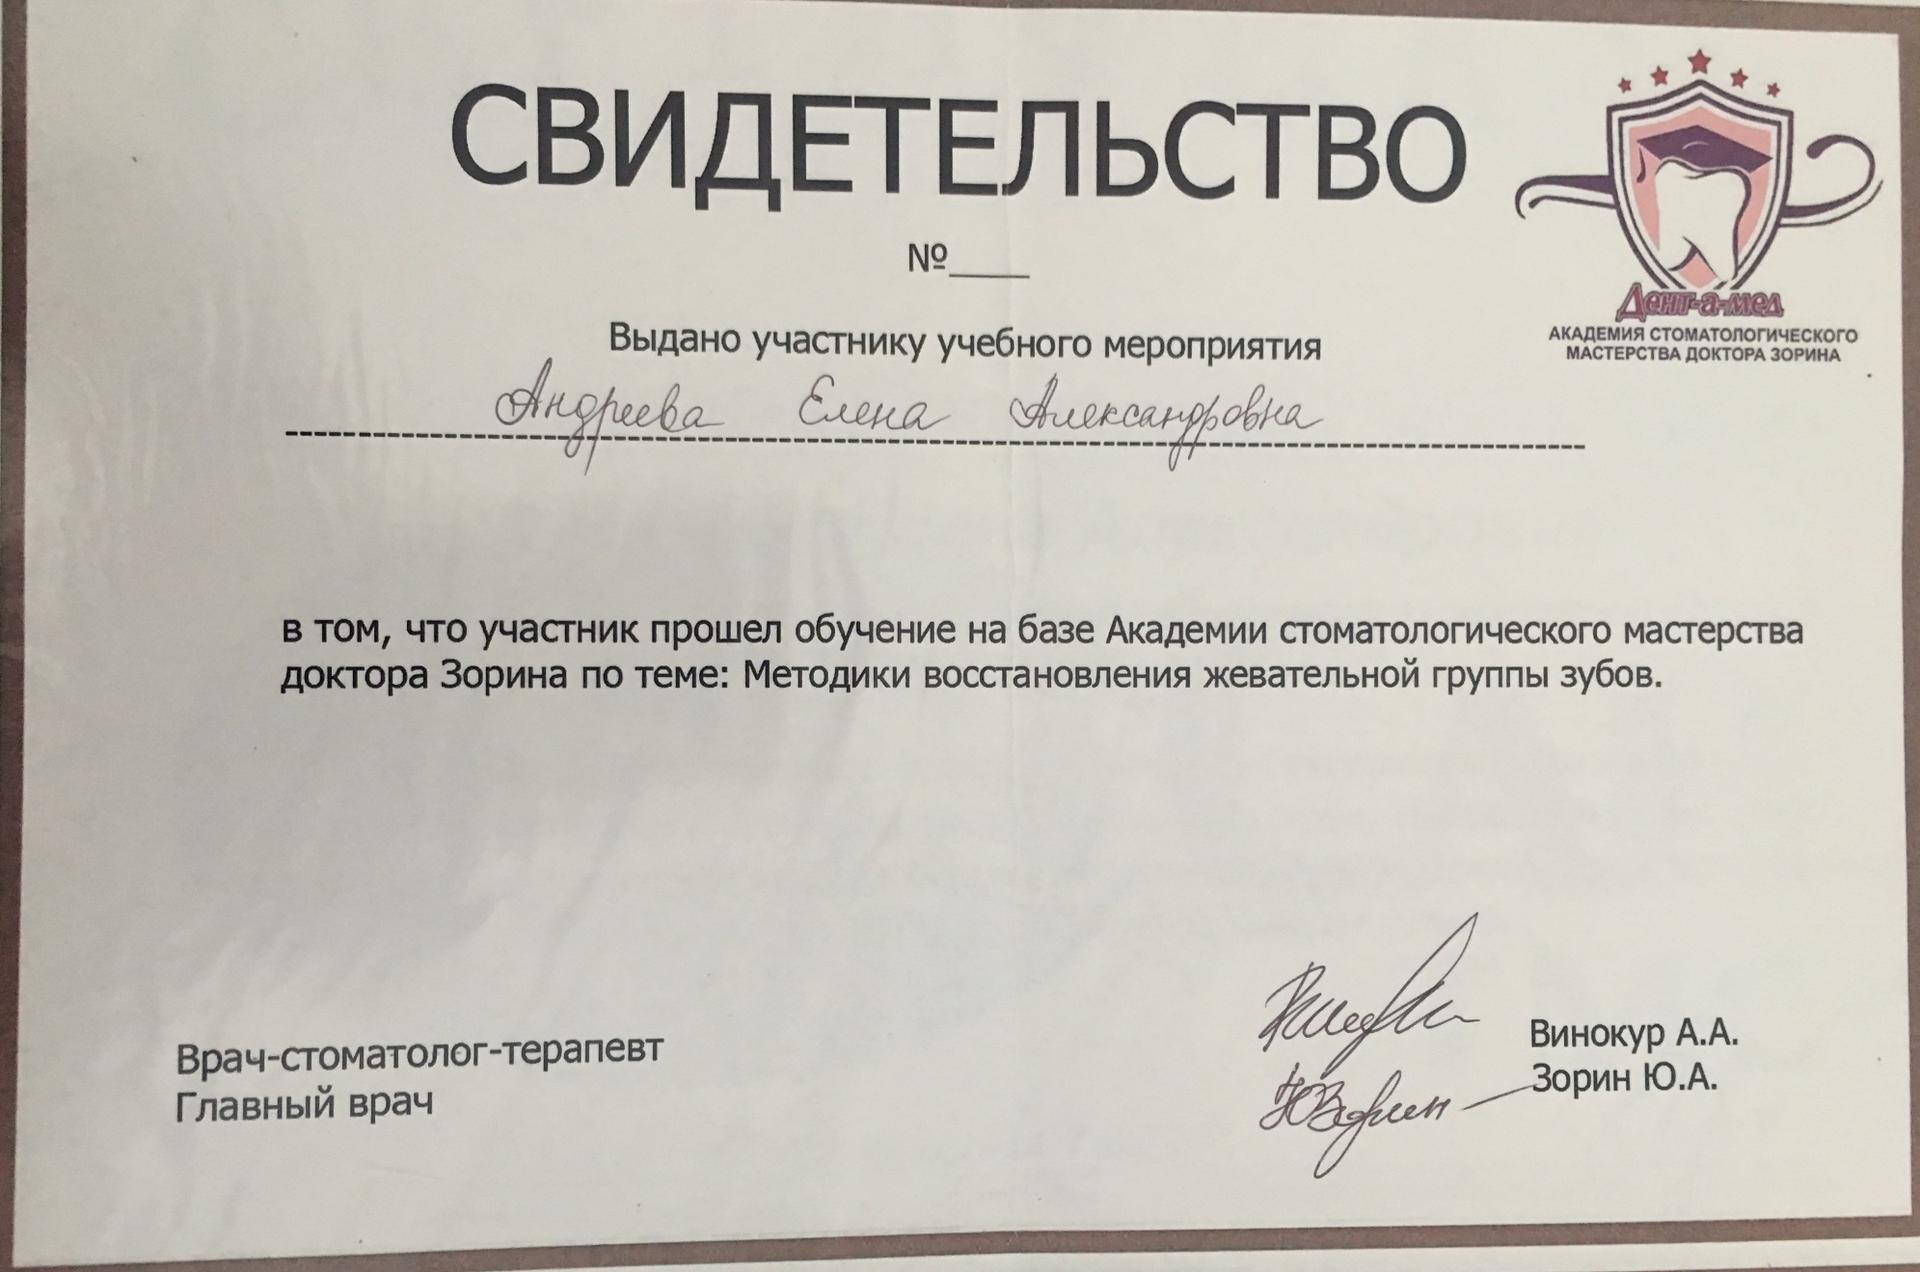 СВИДЕТЕЛЬСТВО
№____
Дент-а-мед
АКАДЕМИЯ СТОМАТОЛОГИЧЕСКОГО
МАСТЕРСТВА ДОКТОРА ЗОРИНА
Выдано участнику учебного мероприятия
Андреева Елена Александровна
в том, что участник прошел обучение на базе Академии стоматологического мастерства
доктора Зорина по теме: Методики восстановления жевательной группы зубов.
Врач-стоматолог-терапевт
Винокур А.А.
Главный врач
Зорин Ю.А.